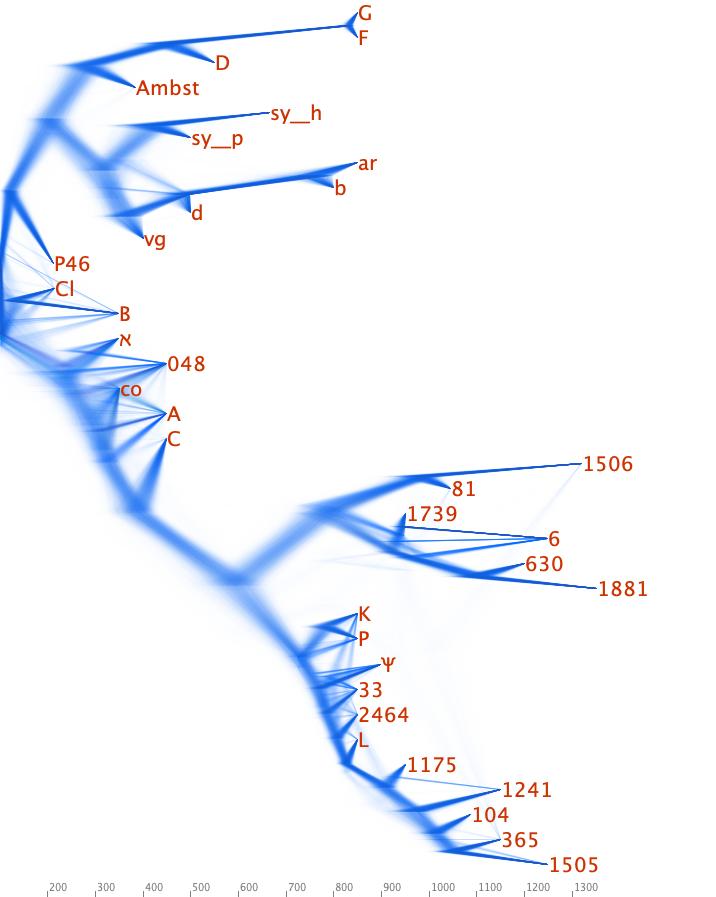 G
F
D
Ambst
sy__h
sy__p
ar
b
d
vg
P46
Cl
B
א
048
co
A
C
1506
81
1739
6
630
1881
K
P
Ψ
33
2464
L
1175
1241
104
365
1505
200 300 400 500 600 700 800 900 1000 1100 1200 1300